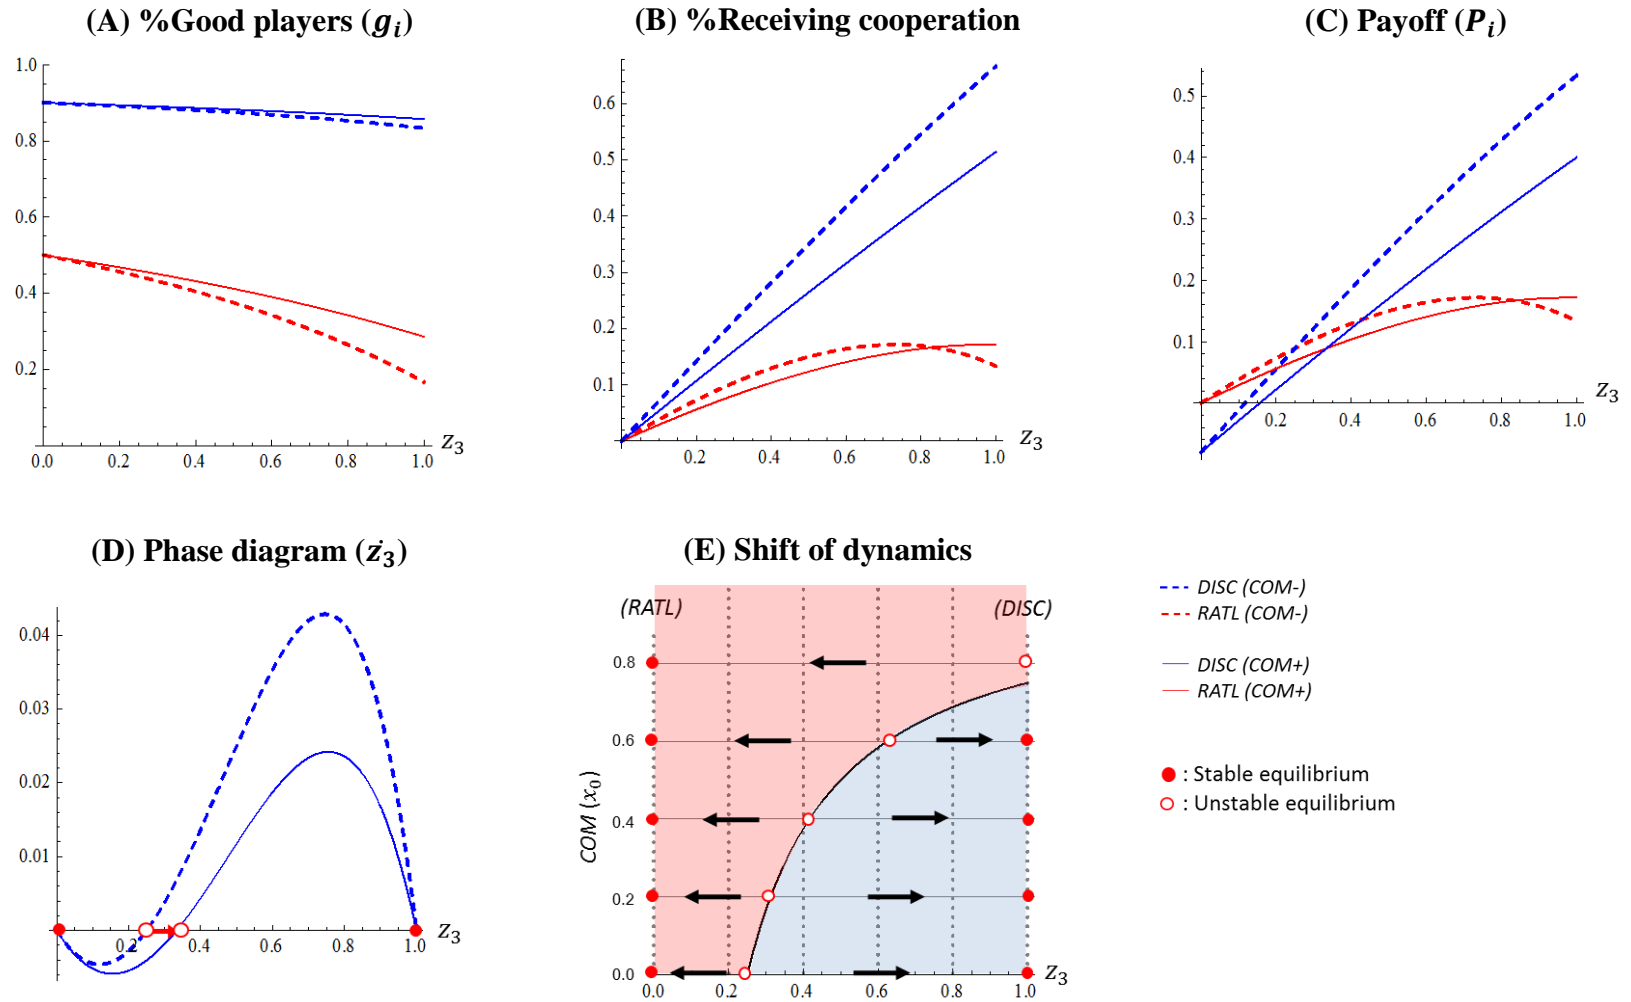 (A) %Good players (gᵢ)
1.0
0.8
0.6
0.4
0.2
0.0 0.2 0.4 0.6 0.8 1.0
z₃
(B) %Receiving cooperation
0.6
0.5
0.4
0.3
0.2
0.1
0.2 0.4 0.6 0.8 1.0
z₃
(C) Payoff (Pᵢ)
0.5
0.4
0.3
0.2
0.1
0.2 0.4 0.6 0.8 1.0
z₃
(D) Phase diagram (ż₃)
0.04
0.03
0.02
0.01
0.2 0.4 0.6 0.8 1.0
z₃
(E) Shift of dynamics
(RATL) (DISC)
COM (x₀)
0.8
0.6
0.4
0.2
0.0
0.0 0.2 0.4 0.6 0.8 1.0
z₃
DISC (COM-)
RATL (COM-)
DISC (COM+)
RATL (COM+)
: Stable equilibrium
: Unstable equilibrium